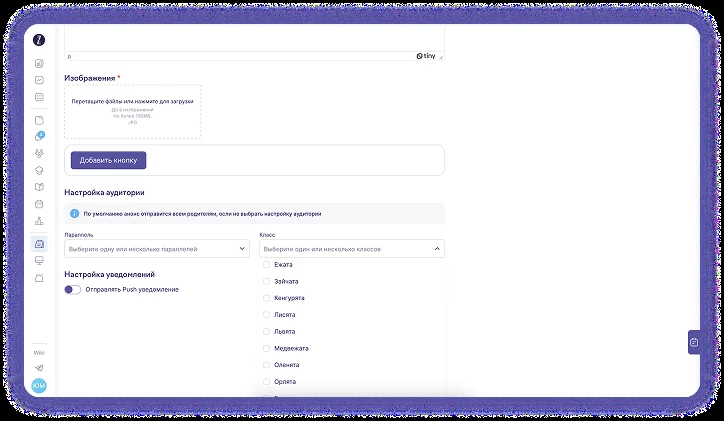 p
tiny
Изображения *
Перетащите файлы или нажмите для загрузки
До 6 изображений
Не более 100Мб,
JPG
Добавить кнопку
Настройка аудитории
По умолчанию анонс отправится всем родителям, если не выбрать настройку аудитории
Параллель
Класс
Выберите одну или несколько параллелей
Выберите один или несколько классов
Ежата
Настройка уведомлений
Зайчата
Отправлять Push уведомление
Кенгурята
Лисята
Львята
Медвежата
Оленята
Орлята
Wiki
ЮМ